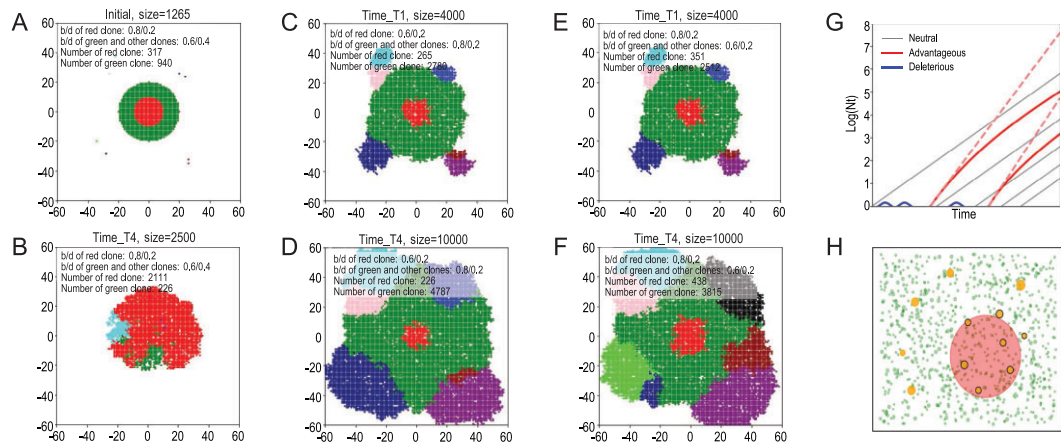 A
Initial, size=1265
b/d of red clone: 0.8/0.2
b/d of green and other clones: 0.6/0.4
Number of red clone: 317
Number of green clone: 940
60
40
20
0
-20
-40
-60
-60 -40 -20 0 20 40 60
B
Time_T4, size=2500
b/d of red clone: 0.8/0.2
b/d of green and other clones: 0,6/0,4
Number of red clone: 2111
Number of green clone: 226
60
40
20
0
-20
-40
-60
-60 -40 -20 0 20 40 60
C
Time_T1, size=4000
b/d of red clone: 0,6/0.2
b/d of green and other clones: 0,8/0.2
Number of red clone: 265
Number of green clone: 2780
60
40
20
0
-20
-40
-60
-60 -40 -20 0 20 40 60
D
Time_T4, size=10000
b/d of red clone: 0.6/0.2
b/d of green and other clones: 0.8/0.2
Number of red clone: 226
Number of green clone: 4787
60
40
20
0
-20
-40
-60
-60 -40 -20 0 20 40 60
E
Time_T1, size=4000
b/d of red clone: 0,8/0.2
b/d of green and other clones: 0,6/0,2
Number of red clone: 351
Number of green clone: 2512
60
40
20
0
-20
-40
-60
-60 -40 -20 0 20 40 60
F
Time_T4, size=10000
b/d of red clone: 0,8/0.2
b/d of green and other clones: 0.6/0.2
Number of red clone: 438
Number of green clone: 3815
60
40
20
0
-20
-40
-60
-60 -40 -20 0 20 40 60
G
Neutral
Advantageous
Deleterious
Log(Nt)
8
7
6
5
4
3
2
1
0
Time
H